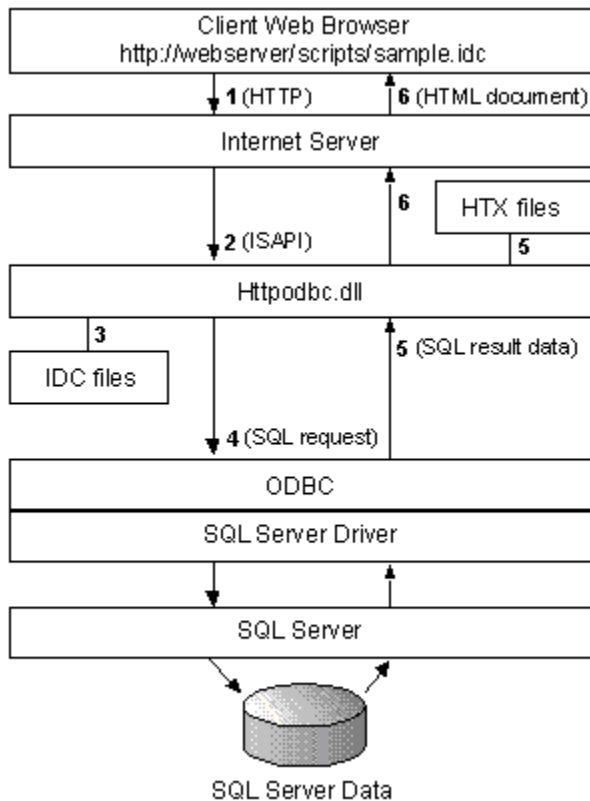 Client Web Browser
http://webserver/scripts/sample.idc
1 (HTTP)
6 (HTML document)
Internet Server
2 (ISAPI)
6
HTX files
5
Httpodbc.dll
3
IDC files
5 (SQL result data)
4 (SQL request)
ODBC
SQL Server Driver
SQL Server
SQL Server Data